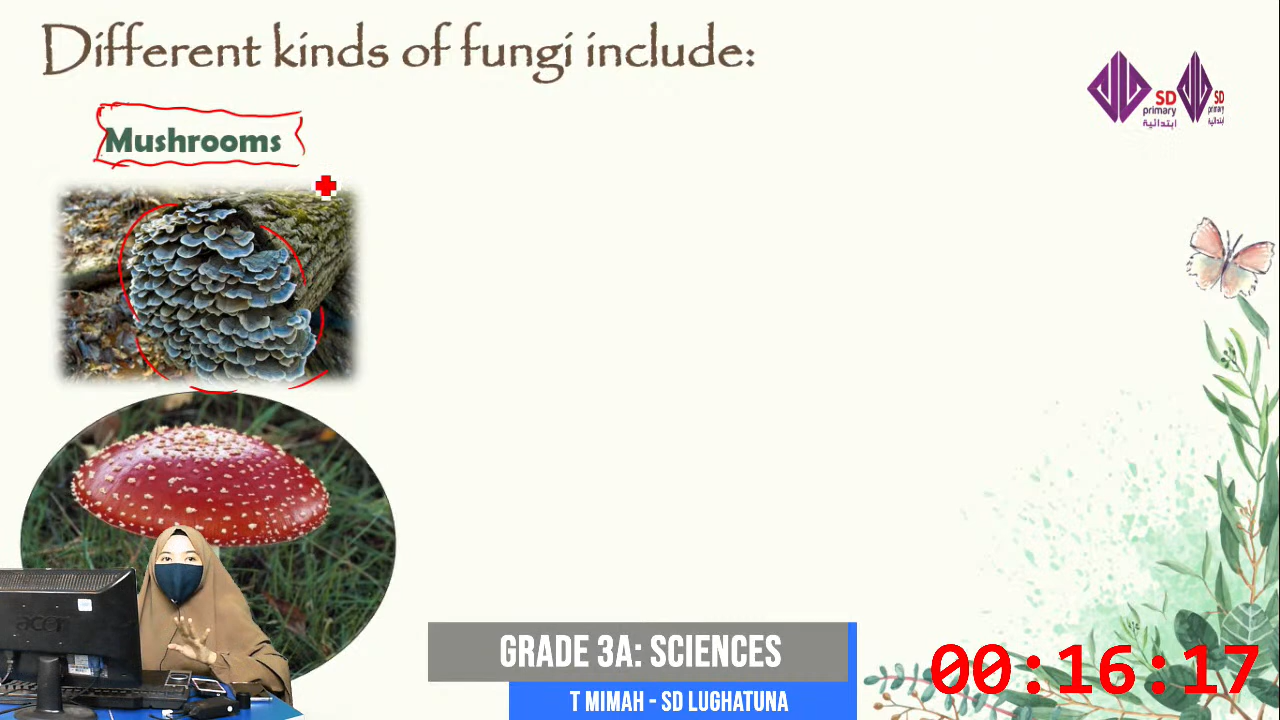 Different kinds of fungi include:
Mushrooms
SD
primary
ابتدائية
SD
primary
ابتدائية
acer
GRADE 3A: SCIENCES
T MIMAH - SD LUGHATUNA
00:16:17